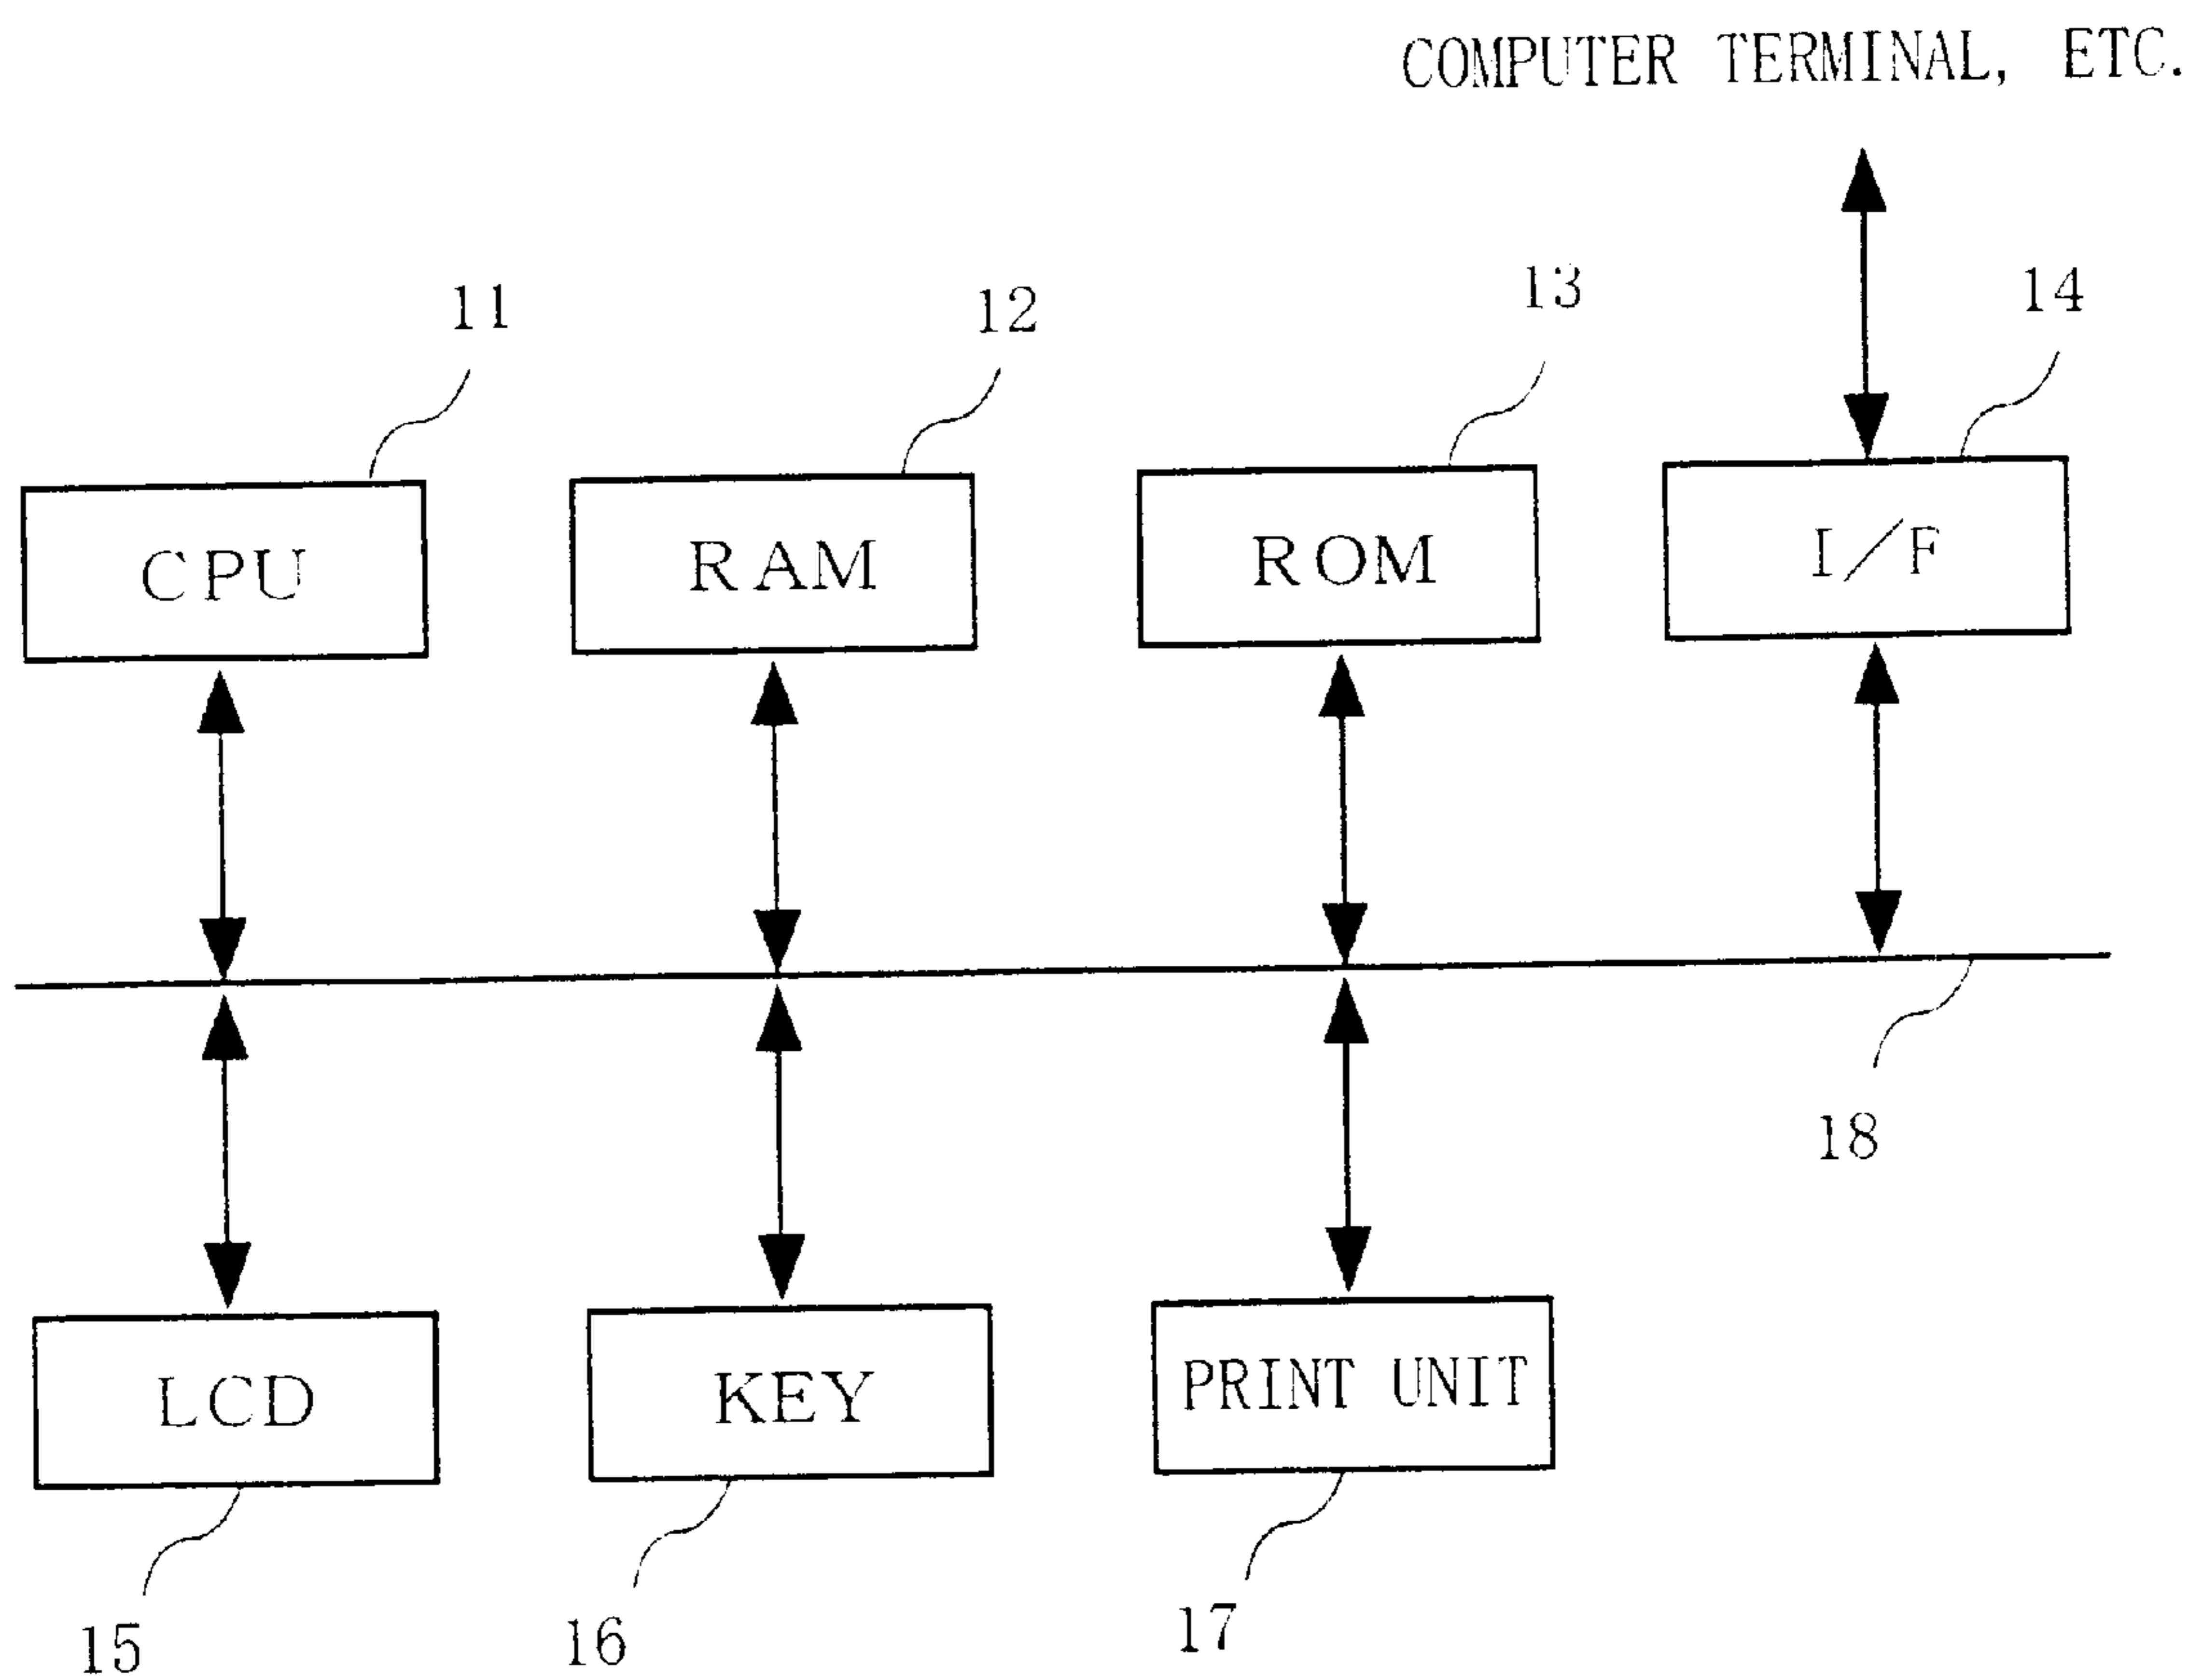 COMPUTER TERMINAL, ETC.
11
12
13
14
CPU
RAM
ROM
I/F
18
LCD
KEY
PRINT UNIT
15
16
17